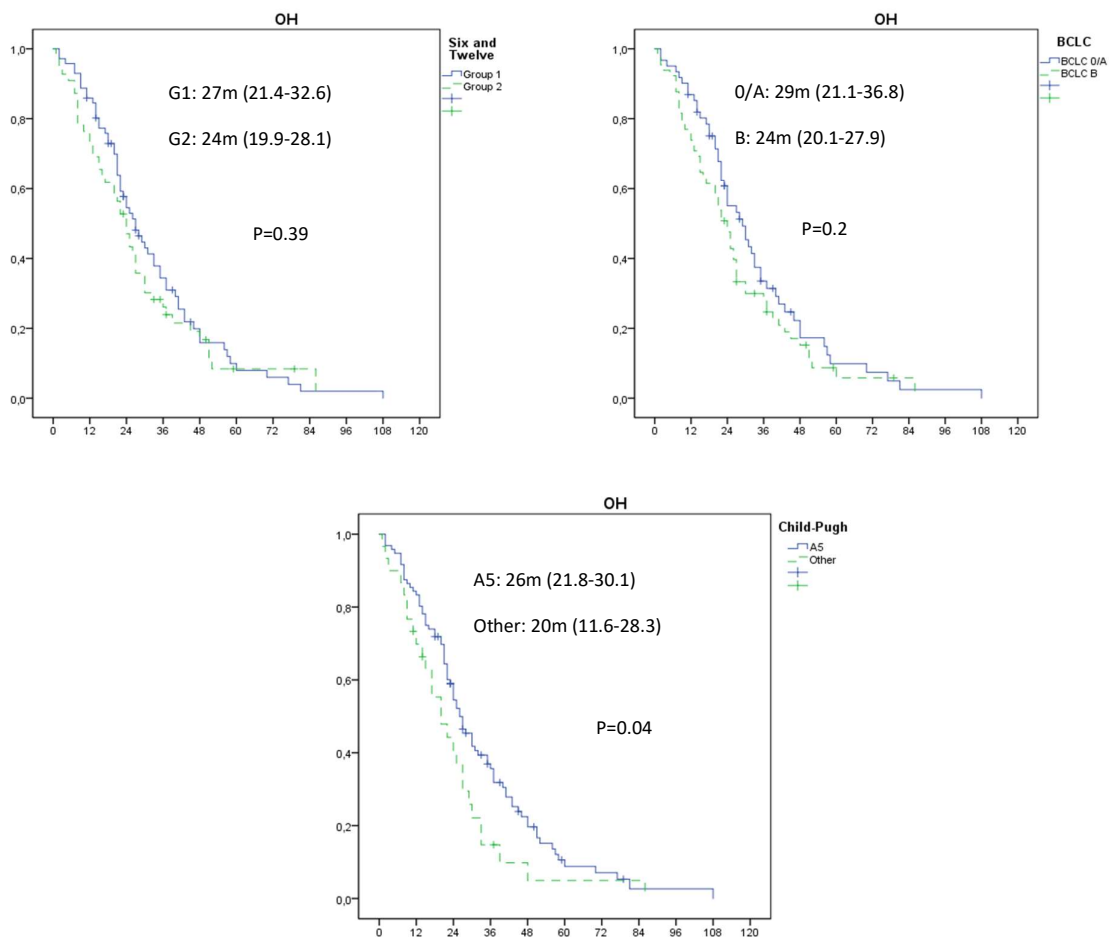 OH
Six and
Twelve
Group 1
Group 2
G1: 27m (21.4-32.6)
G2: 24m (19.9-28.1)
P=0.39
1,0
0,8
0,6
0,4
0,2
0,0
0 12 24 36 48 60 72 84 96 108 120
OH
BCLC
BCLC 0/A
BCLC B
0/A: 29m (21.1-36.8)
B: 24m (20.1-27.9)
P=0.2
1,0
0,8
0,6
0,4
0,2
0,0
0 12 24 36 48 60 72 84 96 108 120
OH
Child-Pugh
A5
Other
A5: 26m (21.8-30.1)
Other: 20m (11.6-28.3)
P=0.04
1,0
0,8
0,6
0,4
0,2
0,0
0 12 24 36 48 60 72 84 96 108 120